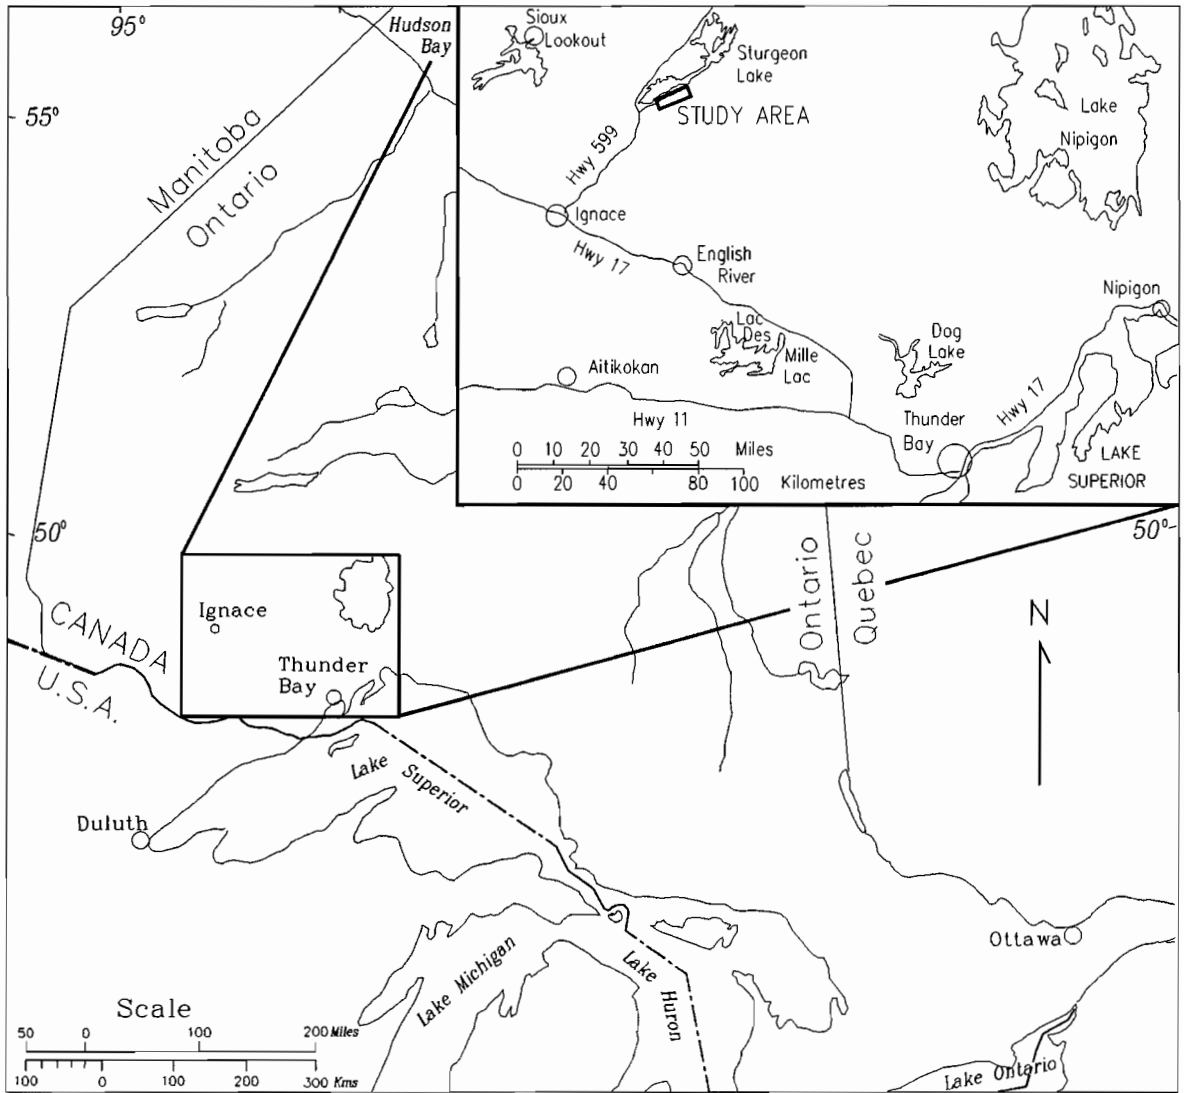 95°
Hudson
Bay
55°
Manitoba
Ontario
Sioux
Lookout
Sturgeon
Lake
STUDY AREA
Hwy 599
Lake
Nipigon
Ignace
Hwy 17
English
River
Nipigon
Lac
Des
Mille
Lac
Dog
Lake
Aitikokan
Hwy 11
Thunder
Bay
Hwy 17
LAKE
SUPERIOR
0 10 20 30 40 50 Miles
0 20 40 80 100 Kilometres
50°
50°
Ontario
Quebec
N
Ignace
CANADA
U.S.A.
Thunder
Bay
Lake Superior
Duluth
Ottawa
Lake Michigan
Lake Huron
Lake Ontario
Scale
50 0 100 200 Miles
100 0 100 200 300 Kms